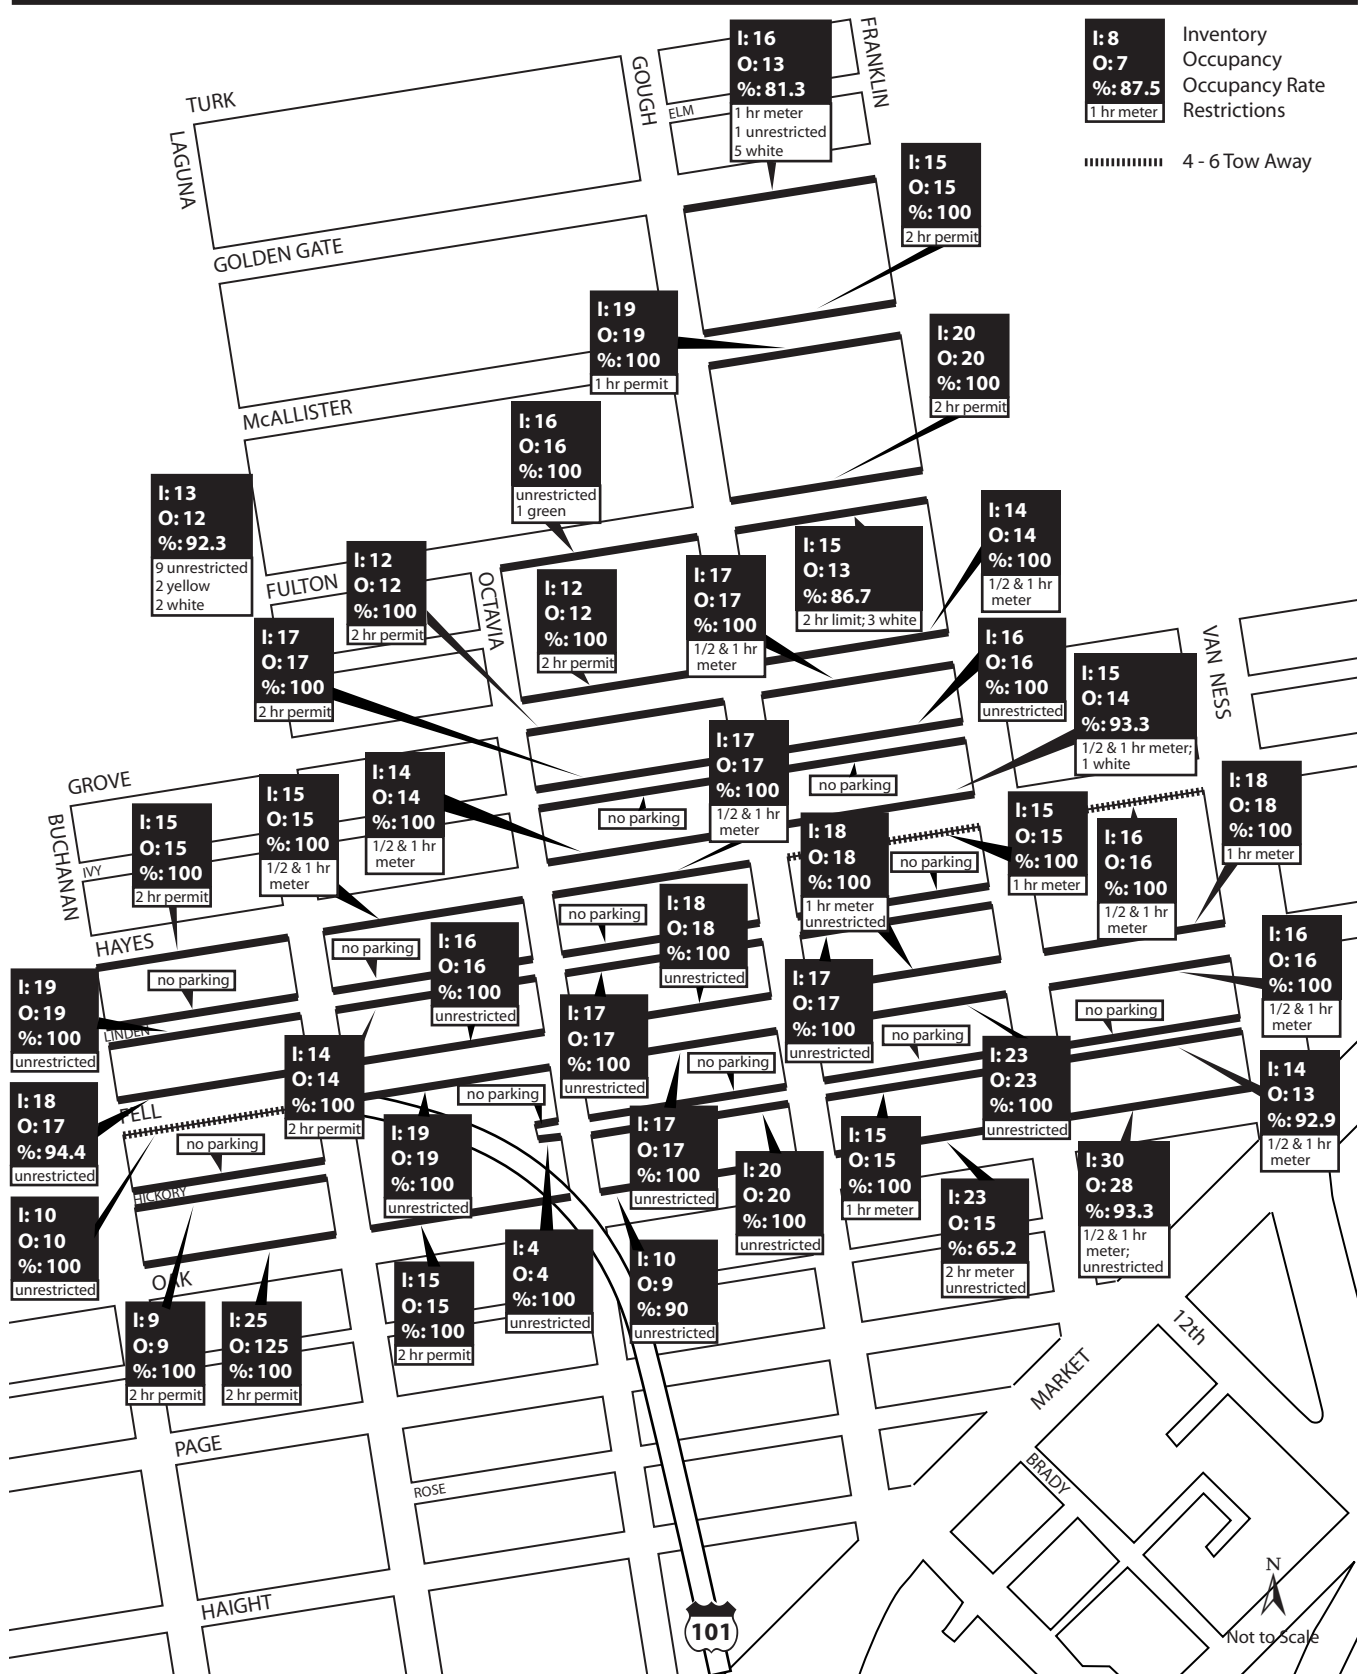 I: 8
O: 7
%: 87.5
1 hr meter
Inventory
Occupancy
Occupancy Rate
Restrictions
4 - 6 Tow Away
TURK
LAGUNA
GOUGH
ELM
FRANKLIN
I: 16
O: 13
%: 81.3
1 hr meter
1 unrestricted
5 white
I: 15
O: 15
%: 100
2 hr permit
GOLDEN GATE
I: 19
O: 19
%: 100
1 hr permit
I: 20
O: 20
%: 100
2 hr permit
McALLISTER
I: 16
O: 16
%: 100
unrestricted
1 green
I: 13
O: 12
%: 92.3
9 unrestricted
2 yellow
2 white
I: 14
O: 14
%: 100
1/2 & 1 hr
meter
I: 15
O: 13
%: 86.7
2 hr limit; 3 white
I: 12
O: 12
%: 100
2 hr permit
FULTON
OCTAVIA
I: 12
O: 12
%: 100
2 hr permit
I: 17
O: 17
%: 100
1/2 & 1 hr
meter
I: 17
O: 17
%: 100
2 hr permit
I: 16
O: 16
%: 100
unrestricted
VAN NESS
I: 15
O: 14
%: 93.3
1/2 & 1 hr meter;
1 white
I: 17
O: 17
%: 100
1/2 & 1 hr
meter
no parking
no parking
GROVE
BUCHANAN
IVY
I: 14
O: 14
%: 100
1/2 & 1 hr
meter
I: 15
O: 15
%: 100
1/2 & 1 hr
meter
I: 15
O: 15
%: 100
2 hr permit
I: 18
O: 18
%: 100
1 hr meter
I: 15
O: 15
%: 100
1 hr meter
I: 16
O: 16
%: 100
1/2 & 1 hr
meter
I: 18
O: 18
%: 100
1 hr meter
unrestricted
no parking
HAYES
no parking
no parking
no parking
I: 18
O: 18
%: 100
unrestricted
I: 16
O: 16
%: 100
unrestricted
I: 16
O: 16
%: 100
1/2 & 1 hr
meter
I: 19
O: 19
%: 100
unrestricted
LINDEN
I: 17
O: 17
%: 100
unrestricted
I: 17
O: 17
%: 100
unrestricted
no parking
no parking
no parking
no parking
I: 14
O: 14
%: 100
2 hr permit
I: 23
O: 23
%: 100
unrestricted
I: 14
O: 13
%: 92.9
1/2 & 1 hr
meter
I: 18
O: 17
%: 94.4
unrestricted
FELL
no parking
I: 19
O: 19
%: 100
unrestricted
I: 17
O: 17
%: 100
unrestricted
I: 20
O: 20
%: 100
unrestricted
I: 15
O: 15
%: 100
1 hr meter
I: 30
O: 28
%: 93.3
1/2 & 1 hr
meter;
unrestricted
I: 23
O: 15
%: 65.2
2 hr meter
unrestricted
HICKORY
I: 10
O: 10
%: 100
unrestricted
I: 4
O: 4
%: 100
unrestricted
I: 10
O: 9
%: 90
unrestricted
OAK
I: 15
O: 15
%: 100
2 hr permit
I: 9
O: 9
%: 100
2 hr permit
I: 25
O: 125
%: 100
2 hr permit
12th
MARKET
PAGE
BRADY
ROSE
HAIGHT
101
N
Not to Scale